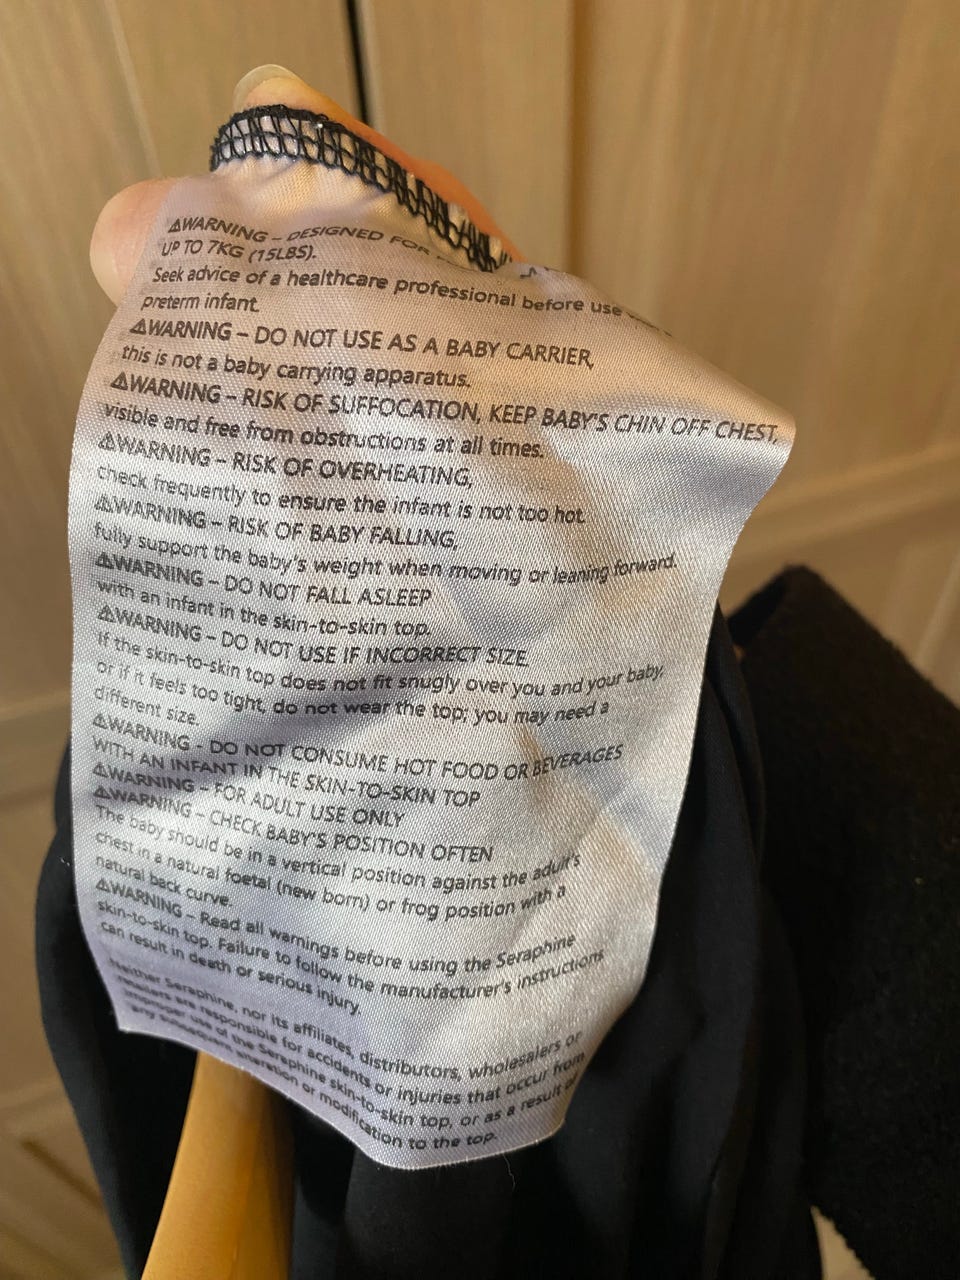 ⚠WARNING – DESIGNED FOR
UP TO 7KG (15LBS).
Seek advice of a healthcare professional before use
preterm infant.
⚠WARNING – DO NOT USE AS A BABY CARRIER,
this is not a baby carrying apparatus.
⚠WARNING – RISK OF SUFFOCATION, KEEP BABY'S CHIN OFF CHEST,
visible and free from obstructions at all times.
⚠WARNING – RISK OF OVERHEATING,
check frequently to ensure the infant is not too hot.
⚠WARNING – RISK OF BABY FALLING,
fully support the baby's weight when moving or leaning forward.
⚠WARNING – DO NOT FALL ASLEEP
with an infant in the skin-to-skin top.
⚠WARNING – DO NOT USE IF INCORRECT SIZE
If the skin-to-skin top does not fit snugly over you and your baby,
or if it feels too tight, do not wear the top; you may need a
different size.
⚠WARNING - DO NOT CONSUME HOT FOOD OR BEVERAGES
WITH AN INFANT IN THE SKIN-TO-SKIN TOP
⚠WARNING – FOR ADULT USE ONLY
⚠WARNING – CHECK BABY'S POSITION OFTEN
The baby should be in a vertical position against the adult's
chest in a natural foetal (new born) or frog position with a
natural back curve.
⚠WARNING – Read all warnings before using the Seraphine
skin-to-skin top. Failure to follow the manufacturer's instructions
can result in death or serious injury.
Neither Seraphine, nor its affiliates, distributors, wholesalers or
retailers are responsible for accidents or injuries that occur from
improper use of the Seraphine skin-to-skin top, or as a result of
any subsequent alteration or modification to the top.